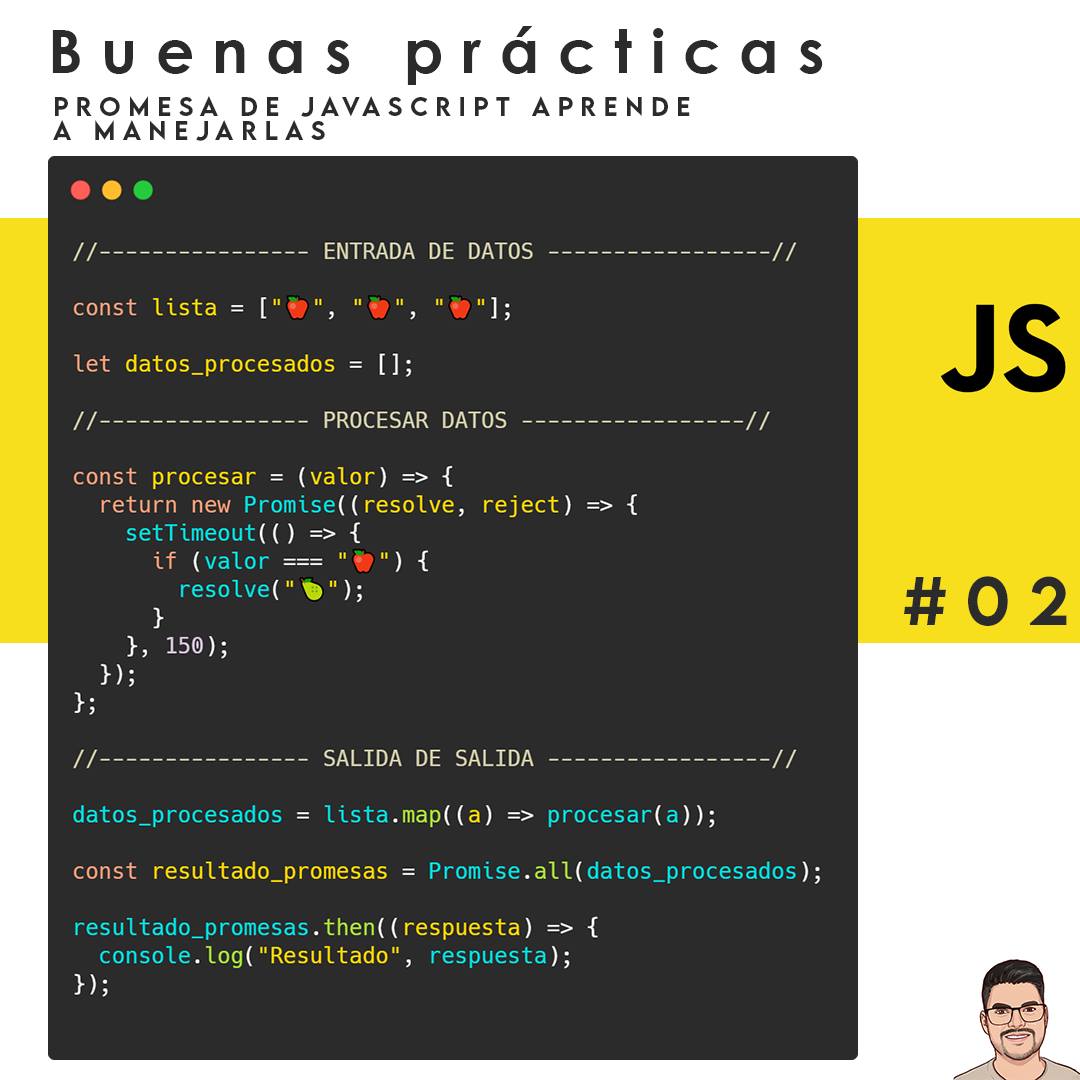 Buenas prácticas
PROMESA DE JAVASCRIPT APRENDE
A MANEJARLAS
//---------------- ENTRADA DE DATOS -----------------//
const lista = ["🍎", "🍎", "🍎"];
let datos_procesados = [];
//---------------- PROCESAR DATOS -----------------//
const procesar = (valor) => {
  return new Promise((resolve, reject) => {
    setTimeout(() => {
      if (valor === "🍎") {
        resolve("🍐");
      }
    }, 150);
  });
};
//---------------- SALIDA DE SALIDA -----------------//
datos_procesados = lista.map((a) => procesar(a));
const resultado_promesas = Promise.all(datos_procesados);
resultado_promesas.then((respuesta) => {
  console.log("Resultado", respuesta);
});
JS
#02